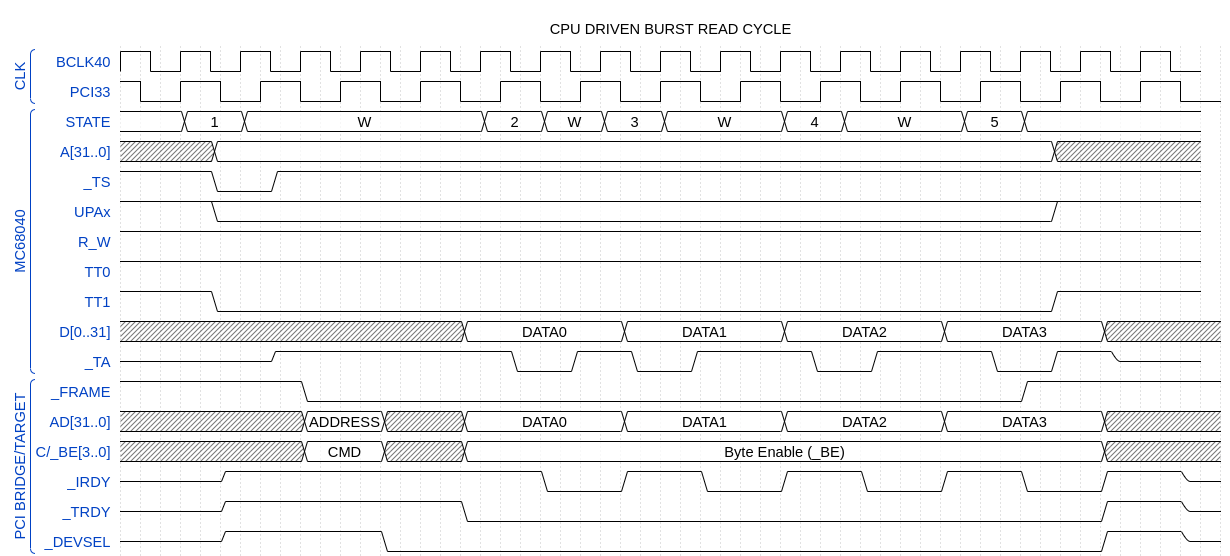 CPU DRIVEN BURST READ CYCLE
CLK
BCLK40
PCI33
MC68040
STATE 1 W 2 W 3 W 4 W 5
A[31..0]
_TS
UPAx
R_W
TT0
TT1
D[0..31] DATA0 DATA1 DATA2 DATA3
_TA
PCI BRIDGE/TARGET
_FRAME
AD[31..0] ADDRESS DATA0 DATA1 DATA2 DATA3
C/_BE[3..0] CMD Byte Enable (_BE)
_IRDY
_TRDY
_DEVSEL